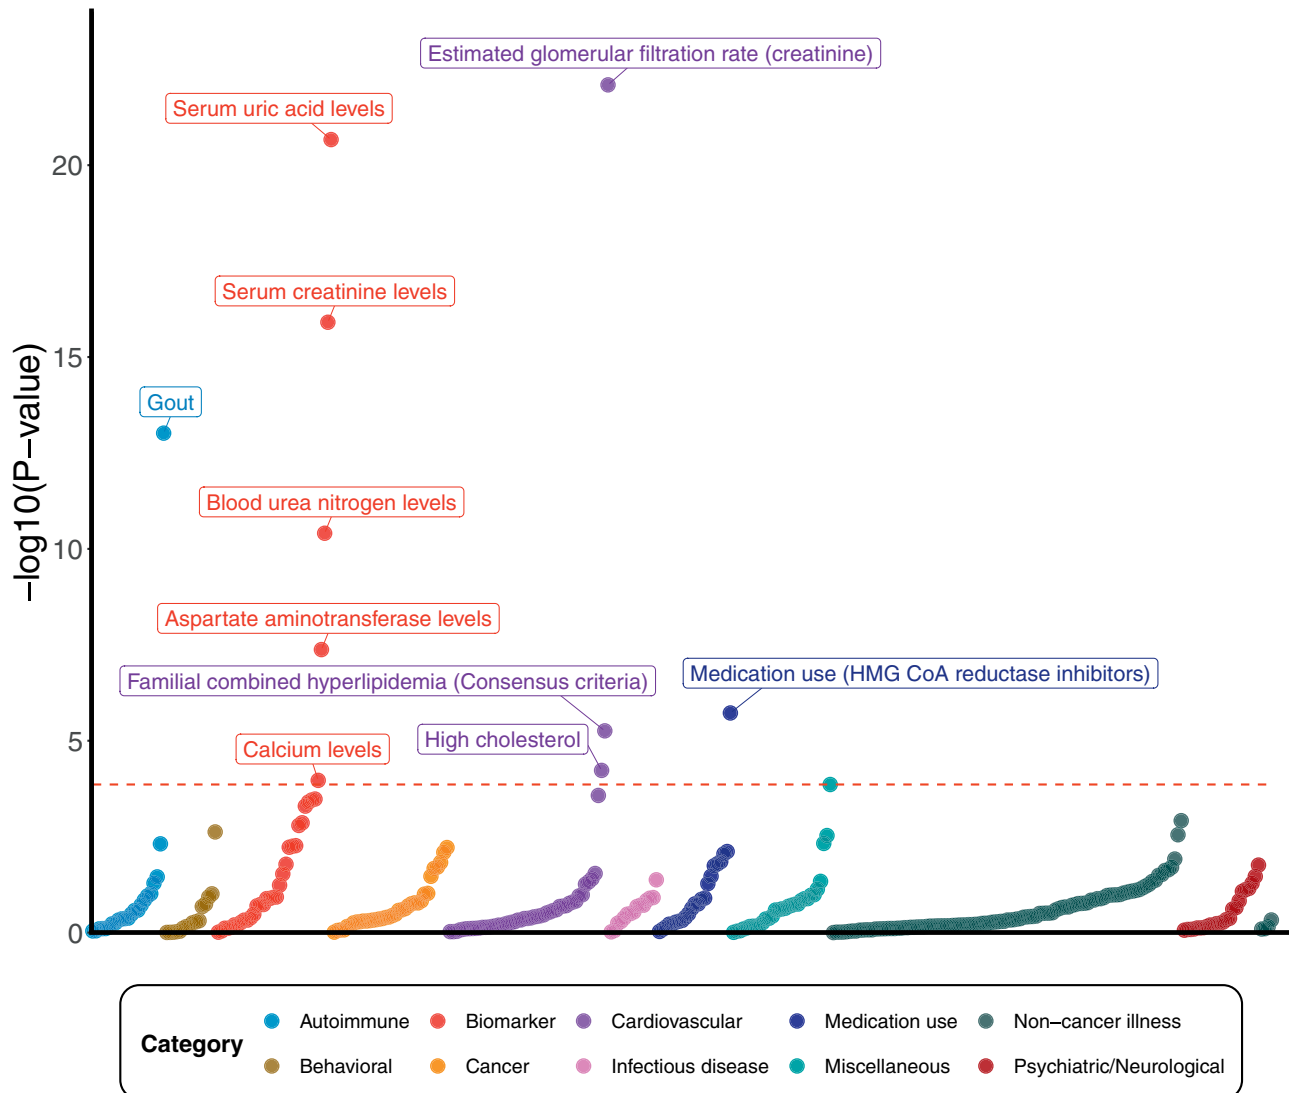 Estimated glomerular filtration rate (creatinine)
Serum uric acid levels
20
Serum creatinine levels
15
Gout
−log10(P−value)
Blood urea nitrogen levels
10
Aspartate aminotransferase levels
Familial combined hyperlipidemia (Consensus criteria)
Medication use (HMG CoA reductase inhibitors)
5
High cholesterol
Calcium levels
0
Category
Autoimmune
Biomarker
Cardiovascular
Medication use
Non−cancer illness
Behavioral
Cancer
Infectious disease
Miscellaneous
Psychiatric/Neurological